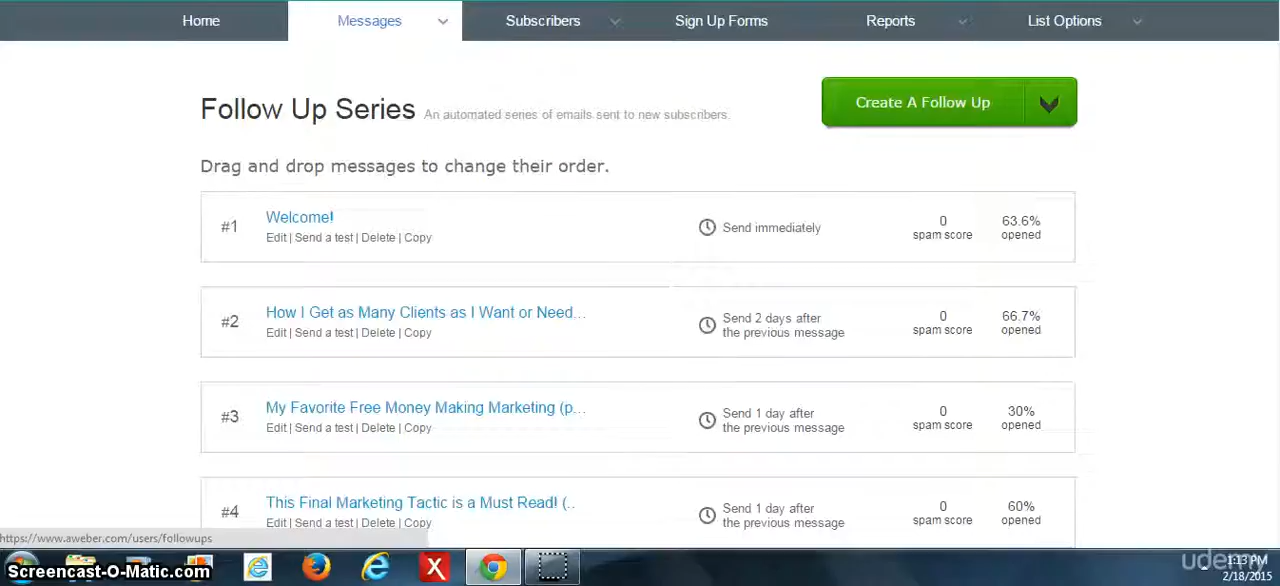 Home Messages Subscribers Sign Up Forms Reports List Options
Follow Up Series An automated series of emails sent to new subscribers.
Create A Follow Up
Drag and drop messages to change their order.
#1 Welcome!
Edit | Send a test | Delete | Copy
Send immediately
0 spam score
63.6% opened
#2 How I Get as Many Clients as I Want or Need...
Edit | Send a test | Delete | Copy
Send 2 days after
the previous message
0 spam score
66.7% opened
#3 My Favorite Free Money Making Marketing (p...
Edit | Send a test | Delete | Copy
Send 1 day after
the previous message
0 spam score
30% opened
#4 This Final Marketing Tactic is a Must Read! (..
Edit | Send a test | Delete | Copy
Send 1 day after
the previous message
0 spam score
60% opened
https://www.aweber.com/users/followups
Screencast-O-Matic.com
udemy
1:13 PM
2/18/2015